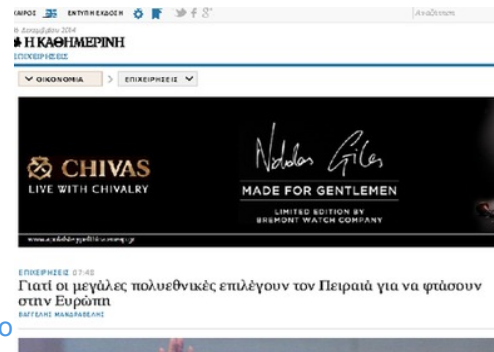 ΚΑΙΡΟΣ ΕΝΤΥΠΗ ΕΚΔΟΣΗ Αναζήτηση
Δεκεμβρίου 2014
Η ΚΑΘΗΜΕΡΙΝΗ
ΕΠΙΧΕΙΡΗΣΕΙΣ
ΟΙΚΟΝΟΜΙΑ > ΕΠΙΧΕΙΡΗΣΕΙΣ
CHIVAS
LIVE WITH CHIVALRY
MADE FOR GENTLEMEN
LIMITED EDITION BY
BREMONT WATCH COMPANY
ΕΠΙΧΕΙΡΗΣΕΙΣ 07:48
Γιατί οι μεγάλες πολυεθνικές επιλέγουν τον Πειραιά για να φτάσουν
στην Ευρώπη
ΒΑΓΓΕΛΗΣ ΜΑΝΔΡΑΒΕΛΗΣ